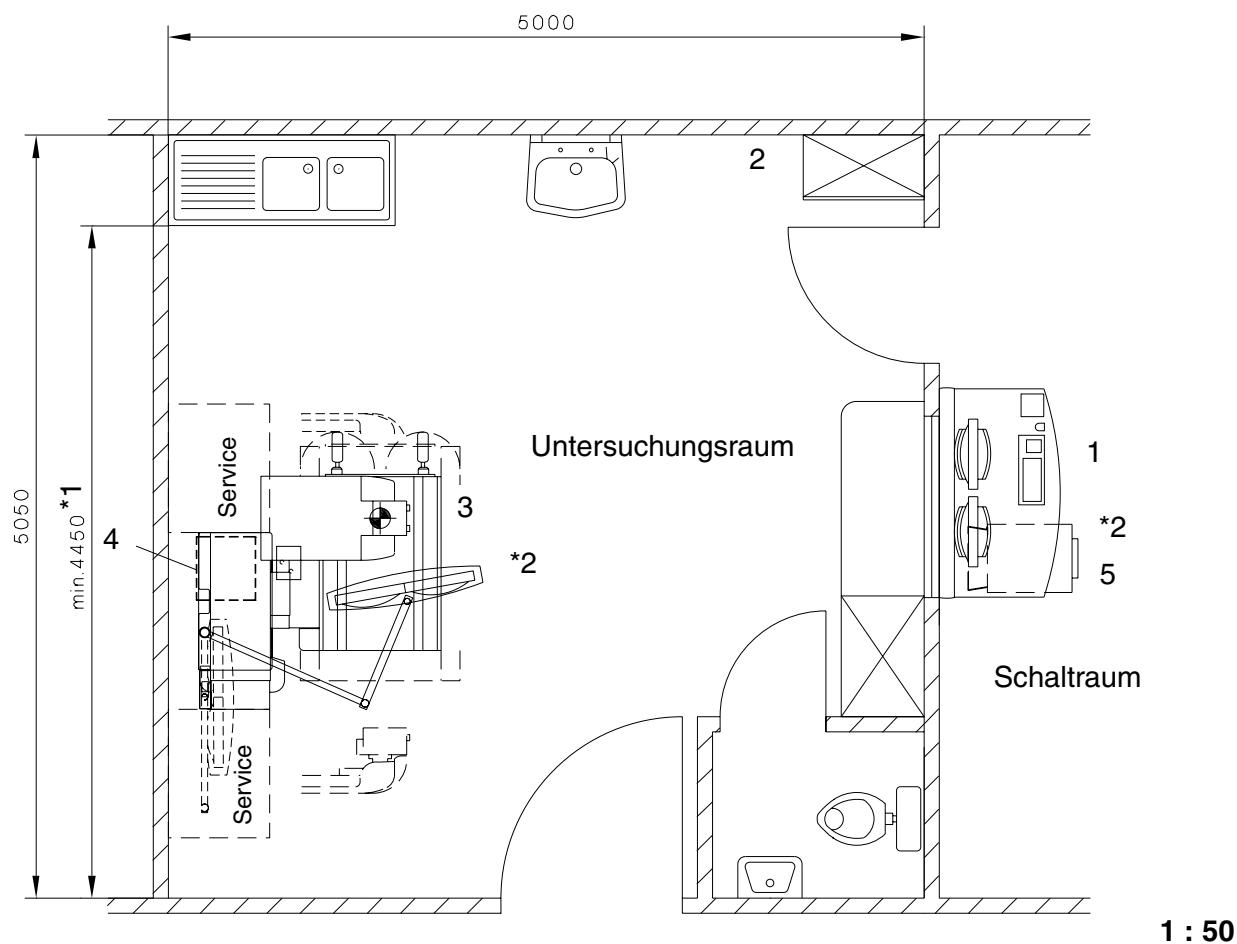 5000
2
Untersuchungsraum
Service
1
3
5050
min.4450 *1
4
*2
*2
5
Schaltraum
Service
1 : 50